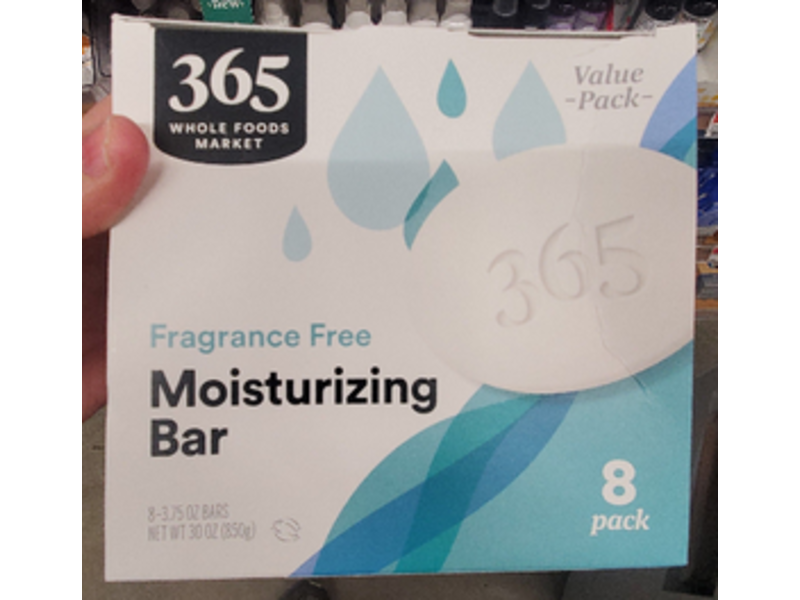 365
WHOLE FOODS
MARKET
Value
-Pack-
365
Fragrance Free
Moisturizing
Bar
8-3.75 OZ BARS
NET WT 30 OZ (850g)
8
pack